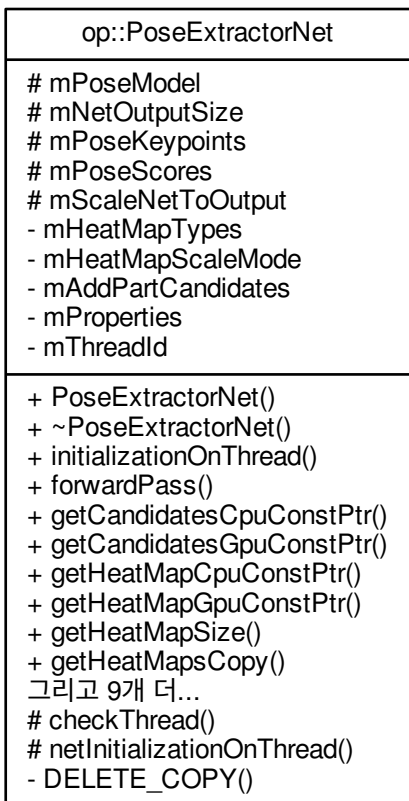 op::PoseExtractorNet
# mPoseModel
# mNetOutputSize
# mPoseKeypoints
# mPoseScores
# mScaleNetToOutput
- mHeatMapTypes
- mHeatMapScaleMode
- mAddPartCandidates
- mProperties
- mThreadId
+ PoseExtractorNet()
+ ~PoseExtractorNet()
+ initializationOnThread()
+ forwardPass()
+ getCandidatesCpuConstPtr()
+ getCandidatesGpuConstPtr()
+ getHeatMapCpuConstPtr()
+ getHeatMapGpuConstPtr()
+ getHeatMapSize()
+ getHeatMapsCopy()
그리고 9개 더...
# checkThread()
# netInitializationOnThread()
- DELETE_COPY()